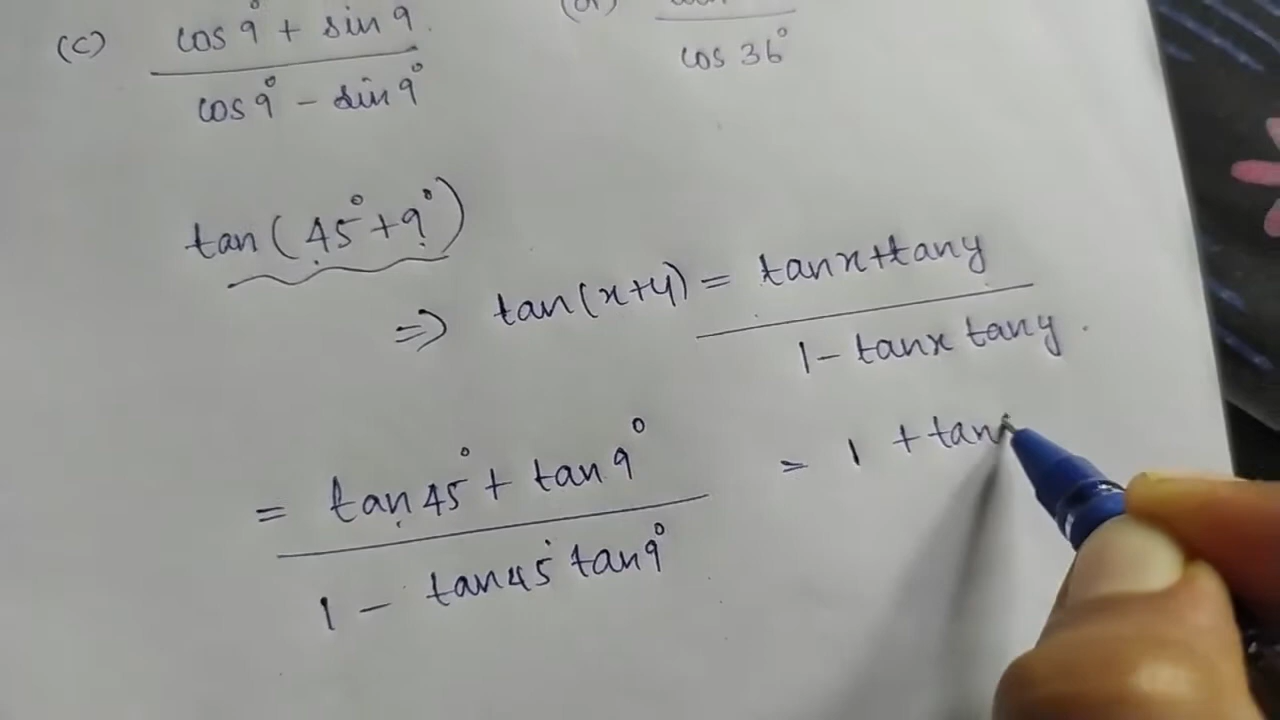 (c) cos 9° + sin 9
cos 9° - sin 9°
cos 36°
tan (45° + 9°)
=> tan(x+y) = tanx+tany
1 - tanx tany.
= tan 45° + tan 9°
1 - tan45° tan9°
= 1 + tan